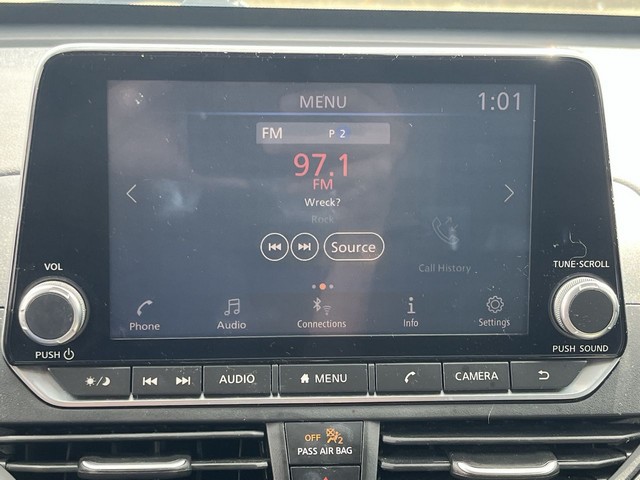 MENU
1:01
FM P 2
97.1
FM
Wreck?
Rock
Source
Call History
Phone
Audio
Connections
Info
Settings
VOL
PUSH
TUNE·SCROLL
PUSH SOUND
AUDIO
MENU
CAMERA
OFF 2
PASS AIR BAG